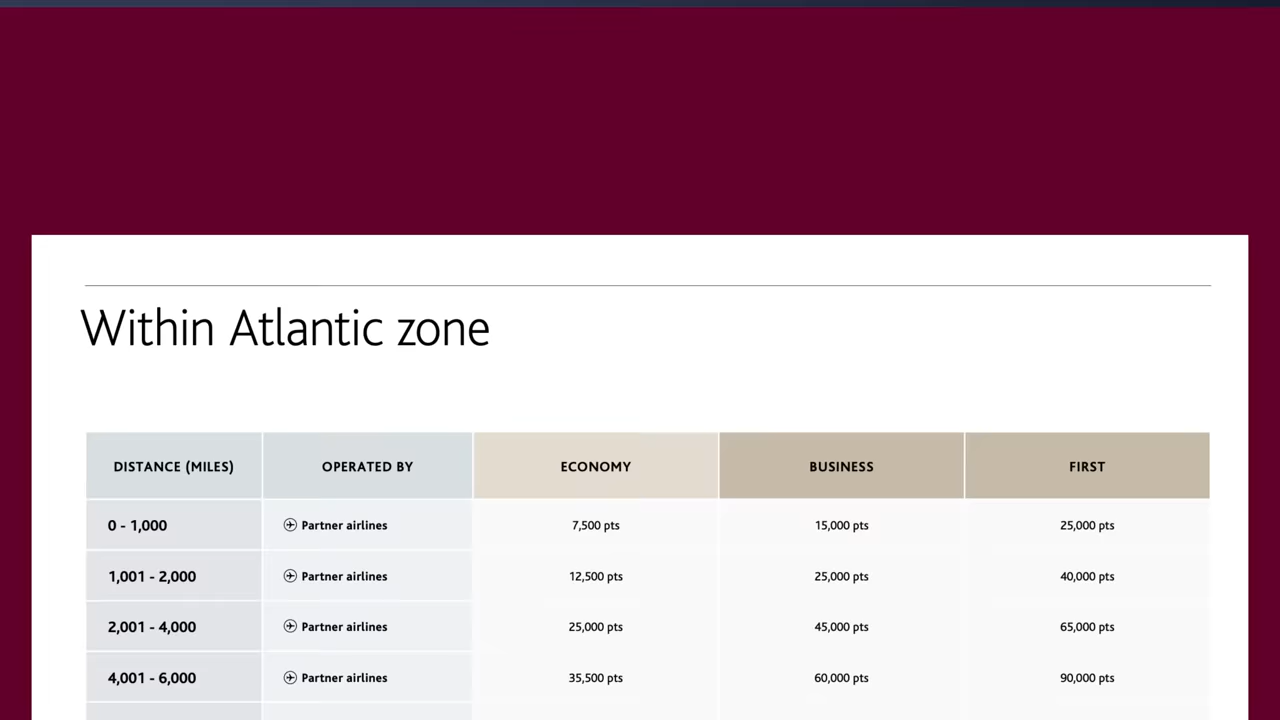 Within Atlantic zone
DISTANCE (MILES) OPERATED BY ECONOMY BUSINESS FIRST
0 - 1,000 Partner airlines 7,500 pts 15,000 pts 25,000 pts
1,001 - 2,000 Partner airlines 12,500 pts 25,000 pts 40,000 pts
2,001 - 4,000 Partner airlines 25,000 pts 45,000 pts 65,000 pts
4,001 - 6,000 Partner airlines 35,500 pts 60,000 pts 90,000 pts